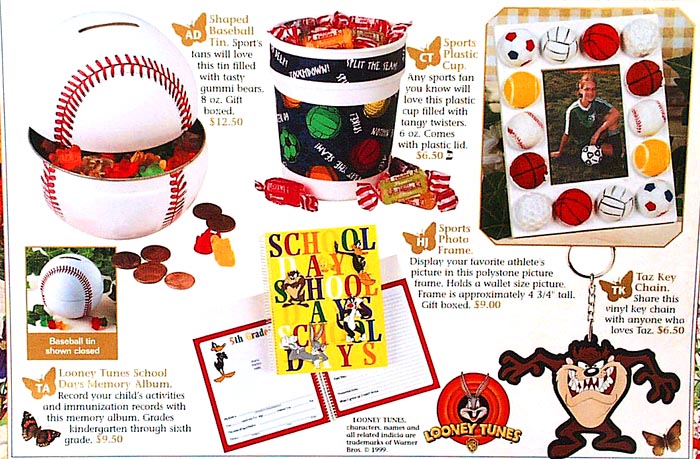 AD
Shaped
Baseball
Tin. Sport's
fans will love
this tin filled
with tasty
gummi bears.
8 oz. Gift
boxed.
$12.50
TOUCHDOWN!
SPLIT THE SEAM!
CT
Sports
Plastic
Cup.
Any sports fan
you know will
love this plastic
cup filled with
tangy twisters.
6 oz. Comes
with plastic lid.
$6.50
HI
Sports
Photo
Frame.
Display your favorite athlete's
picture in this polystone picture
frame. Holds a wallet size picture.
Frame is approximately 4 3/4" tall.
Gift boxed. $9.00
TK
Taz Key
Chain.
Share this
vinyl key chain
with anyone who
loves Taz. $6.50
Baseball tin
shown closed
SCHOOL
DAYS
SCHOOL
DAYS
SCHOOL
DAYS
5th Grade
TA
Looney Tunes School
Days Memory Album.
Record your child's activities
and immunization records with
this memory album. Grades
kindergarten through sixth
grade. $9.50
LOONEY TUNES,
characters, names and
all related indicia are
trademarks of Warner
Bros. © 1999.
LOONEY TUNES